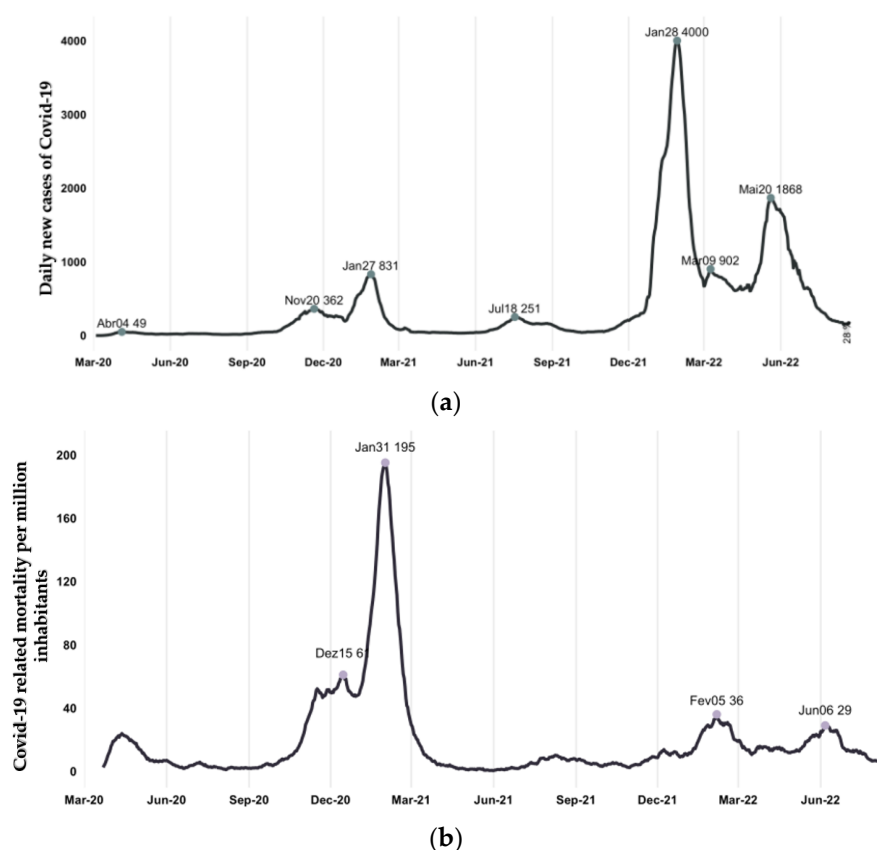 Daily new cases of Covid-19
4000
3000
2000
1000
0
Jan28 4000
Mai20 1868
Mar09 902
Jan27 831
Nov20 362
Jul18 251
Abr04 49
28
Mar-20 Jun-20 Sep-20 Dec-20 Mar-21 Jun-21 Sep-21 Dec-21 Mar-22 Jun-22
(a)
Covid-19 related mortality per million
inhabitants
200
160
120
80
40
0
Jan31 195
Dez15 61
Fev05 36
Jun06 29
Mar-20 Jun-20 Sep-20 Dec-20 Mar-21 Jun-21 Sep-21 Dec-21 Mar-22 Jun-22
(b)